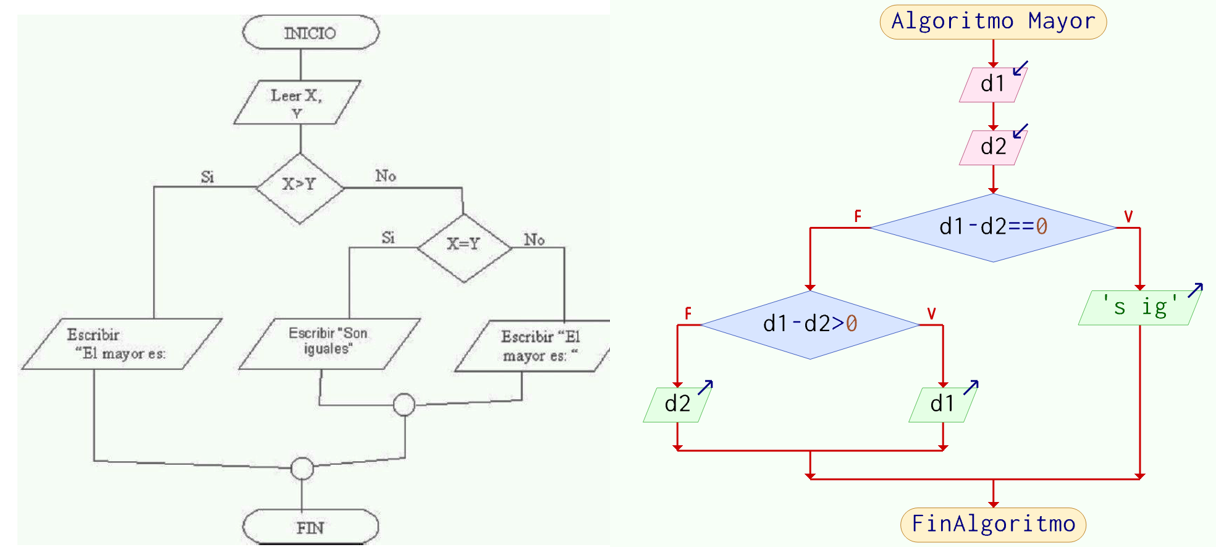 INICIO
Leer X,
Y
Si
X>Y
No
Si
X=Y
No
Escribir
“El mayor es:
Escribir "Son
iguales"
Escribir “El
mayor es: “
FIN
Algoritmo Mayor
d1
d2
F
d1-d2==0
V
's ig'
F
d1-d2>0
V
d2
d1
FinAlgoritmo